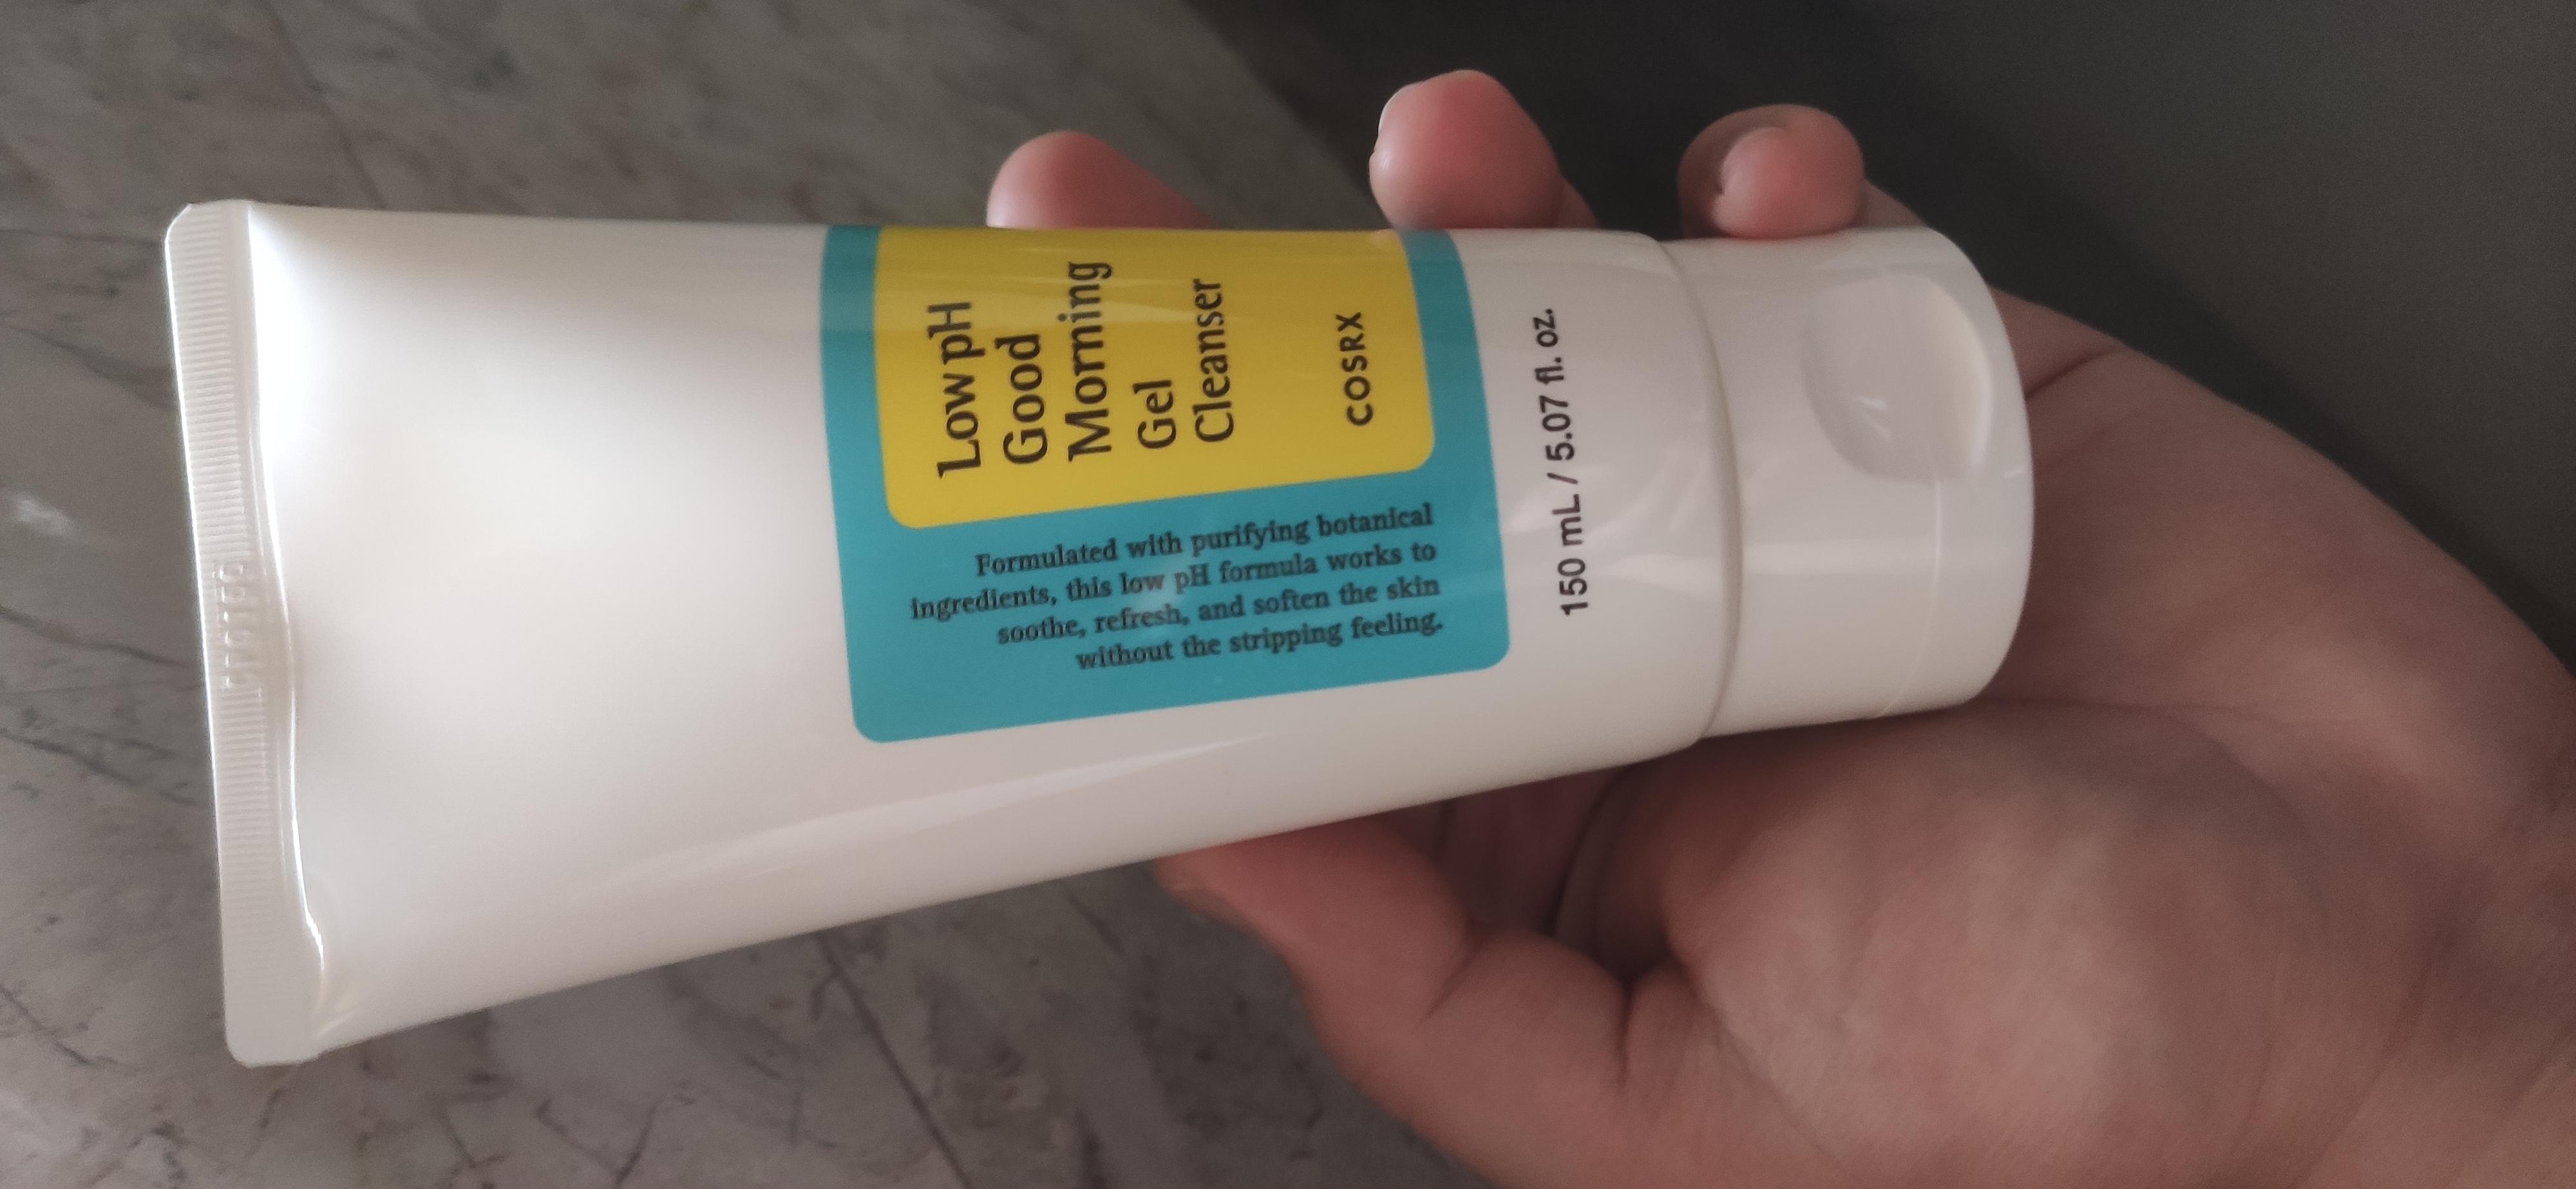 Low pH
Good
Morning
Gel
Cleanser
COSRX
Formulated with purifying botanical
ingredients, this low pH formula works to
soothe, refresh, and soften the skin
without the stripping feeling.
150 mL / 5.07 fl. oz.